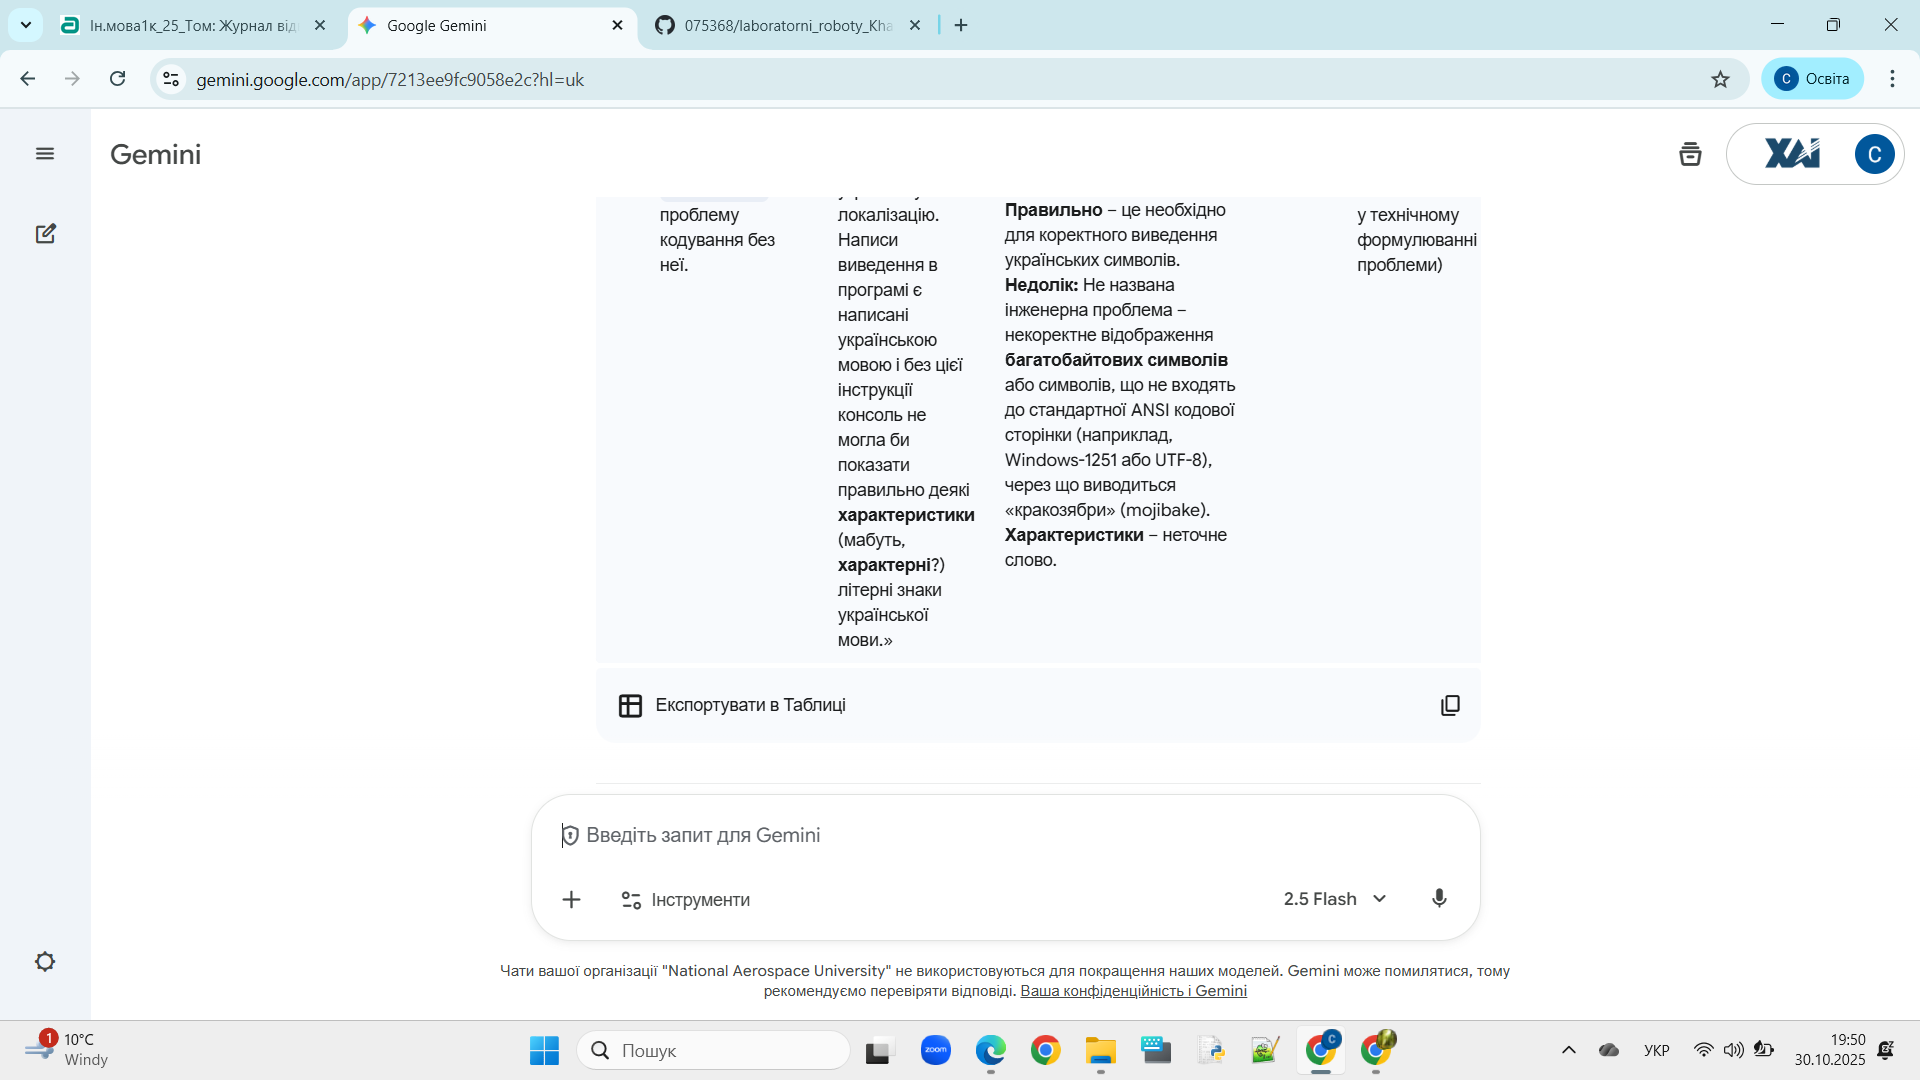 Ін.мова1к_25_Том: Журнал від
Google Gemini
075368/laboratorni_roboty_Kha
gemini.google.com/app/7213ee9fc9058e2c?hl=uk
С Освіта
Gemini
XAI
С
проблему
кодування без
неї.
локалізацію.
Написи
виведення в
програмі є
написані
українською
мовою і без цієї
інструкції
консоль не
могла би
показати
правильно деякі
характеристики
(мабуть,
характерні?)
літерні знаки
української
мови.»
Правильно – це необхідно
для коректного виведення
українських символів.
Недолік: Не названа
інженерна проблема –
некоректне відображення
багатобайтових символів
або символів, що не входять
до стандартної ANSI кодової
сторінки (наприклад,
Windows-1251 або UTF-8),
через що виводиться
«кракозябри» (mojibake).
Характеристики – неточне
слово.
у технічному
формулюванні
проблеми)
Експортувати в Таблиці
Введіть запит для Gemini
Інструменти
2.5 Flash
Чати вашої організації "National Aerospace University" не використовуються для покращення наших моделей. Gemini може помилятися, тому
рекомендуємо перевіряти відповіді. Ваша конфіденційність і Gemini
1
10°C
Windy
Пошук
zoom
C
УКР
19:50
30.10.2025